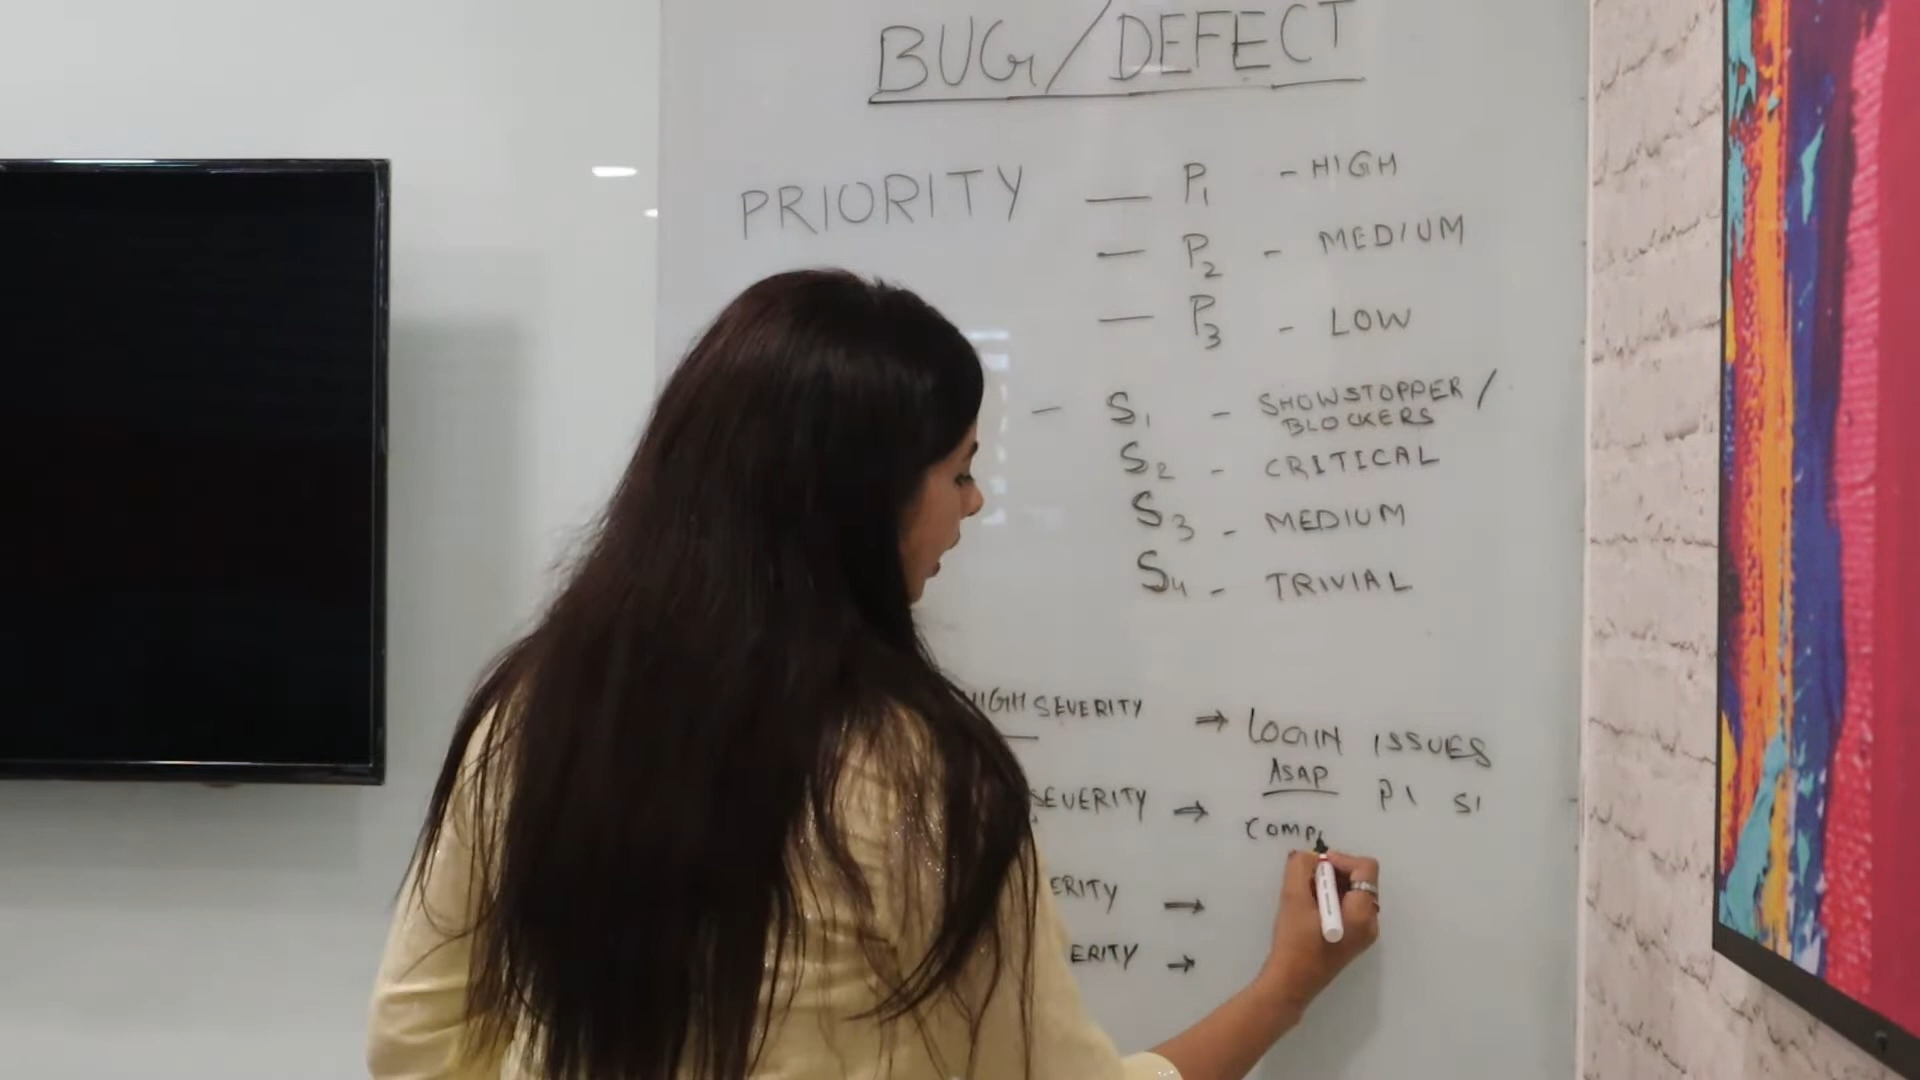 BUG/DEFECT
PRIORITY — P1 - HIGH
— P2 - MEDIUM
— P3 - LOW
- S1 - SHOWSTOPPER/
BLOCKERS
S2 - CRITICAL
S3 - MEDIUM
S4 - TRIVIAL
HIGH SEVERITY → LOGIN ISSUES
ASAP P1 S1
SEVERITY →
COMP
ERITY →
ERITY →